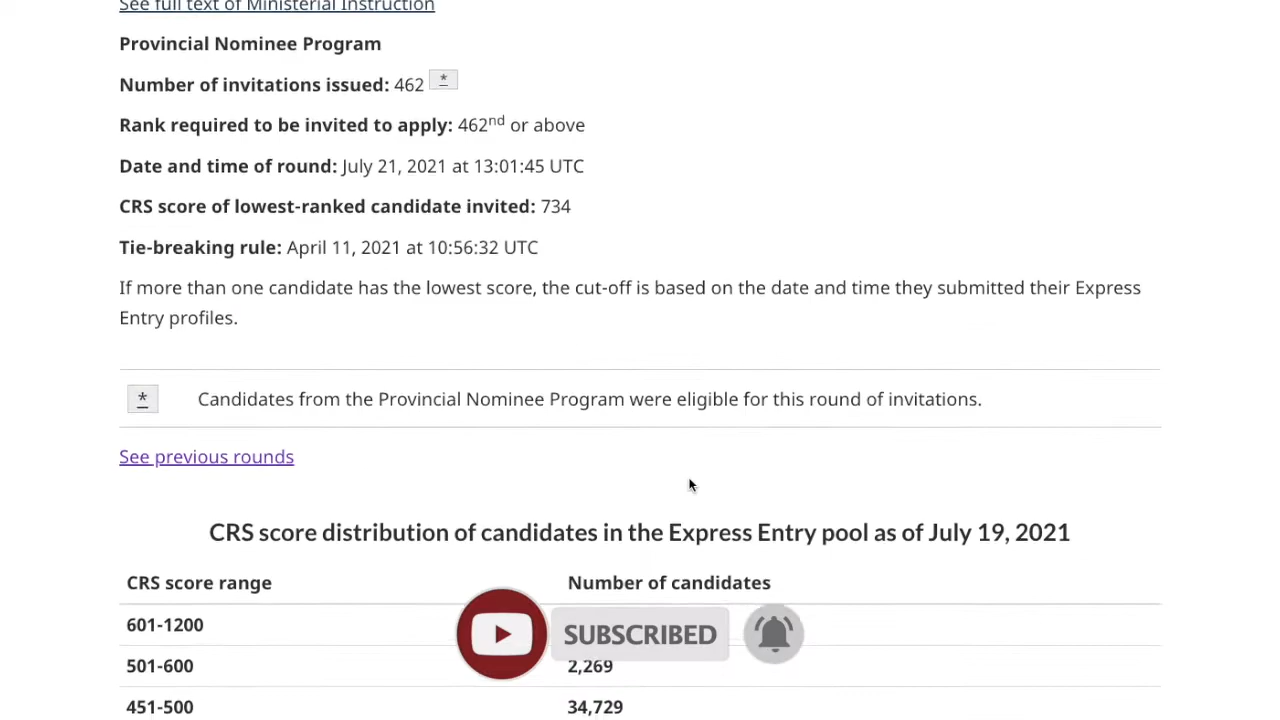 See full text of Ministerial Instruction
Provincial Nominee Program
Number of invitations issued: 462 *
Rank required to be invited to apply: 462nd or above
Date and time of round: July 21, 2021 at 13:01:45 UTC
CRS score of lowest-ranked candidate invited: 734
Tie-breaking rule: April 11, 2021 at 10:56:32 UTC
If more than one candidate has the lowest score, the cut-off is based on the date and time they submitted their Express
Entry profiles.
* Candidates from the Provincial Nominee Program were eligible for this round of invitations.
See previous rounds
CRS score distribution of candidates in the Express Entry pool as of July 19, 2021
CRS score range Number of candidates
601-1200
SUBSCRIBED
501-600 2,269
451-500 34,729